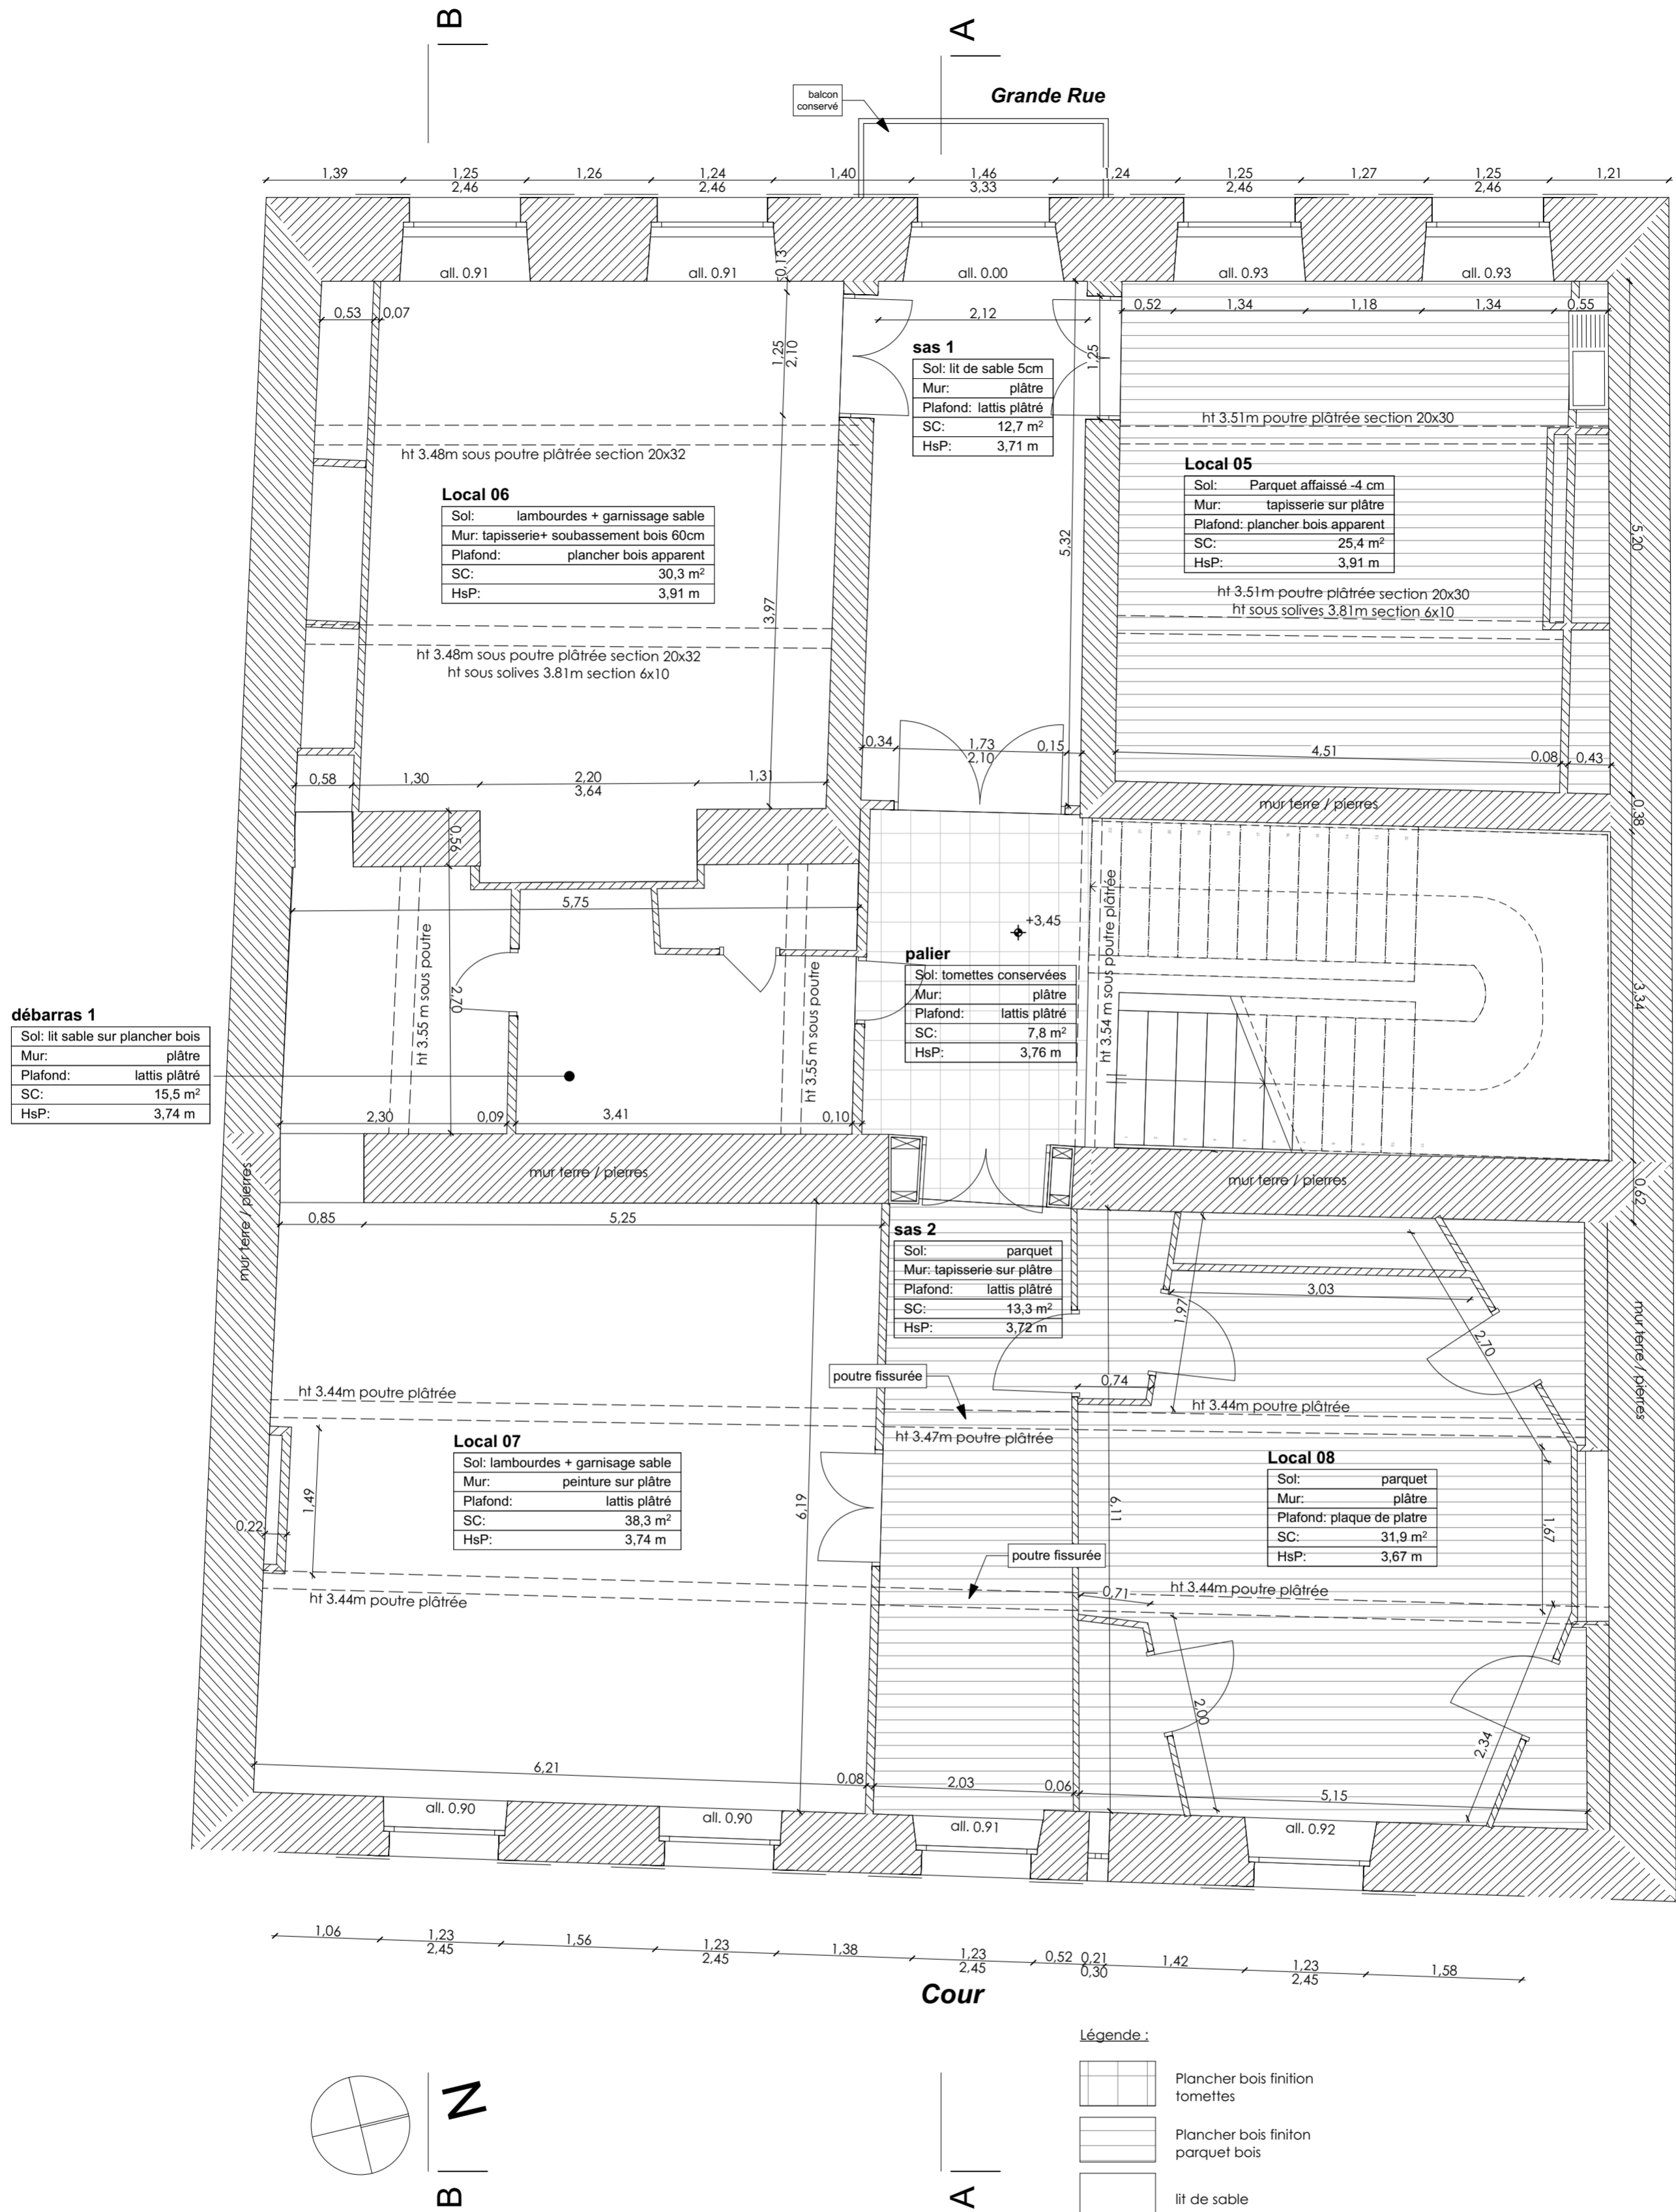 B
A
Grande Rue
balcon
conservé
1,39
1,25
2,46
1,26
1,24
2,46
1,40
1,46
3,33
1,24
1,25
2,46
1,27
1,25
2,46
1,21
all. 0.91
all. 0.91
0,13
all. 0.00
all. 0.93
all. 0.93
0,53
0,07
1,25
2,10
2,12
1,25
0,52
1,34
1,18
1,34
0,55
sas 1
Sol: lit de sable 5cm
Mur: plâtre
Plafond: lattis plâtré
SC: 12,7 m²
HsP: 3,71 m
ht 3.51m poutre plâtrée section 20x30
ht 3.48m sous poutre plâtrée section 20x32
Local 05
Sol: Parquet affaissé -4 cm
Mur: tapisserie sur plâtre
Plafond: plancher bois apparent
SC: 25,4 m²
HsP: 3,91 m
Local 06
Sol: lambourdes + garnissage sable
Mur: tapisserie+ soubassement bois 60cm
Plafond: plancher bois apparent
SC: 30,3 m²
HsP: 3,91 m
5,32
5,20
3,97
ht 3.51m poutre plâtrée section 20x30
ht sous solives 3.81m section 6x10
ht 3.48m sous poutre plâtrée section 20x32
ht sous solives 3.81m section 6x10
0,34
1,73
2,10
0,15
4,51
0,08
0,43
0,58
1,30
2,20
3,64
1,31
mur terre / pierres
0,38
0,56
5,75
+3,45
ht 3.55 m sous poutre
2,70
ht 3.55 m sous poutre
ht 3.54 m sous poutre plâtrée
3,34
palier
Sol: tomettes conservées
Mur: plâtre
Plafond: lattis plâtré
SC: 7,8 m²
HsP: 3,76 m
débarras 1
Sol: lit sable sur plancher bois
Mur: plâtre
Plafond: lattis plâtré
SC: 15,5 m²
HsP: 3,74 m
2,30
0,09
3,41
0,10
mur terre / pierres
mur terre / pierres
mur terre / pierres
0,62
0,85
5,25
sas 2
Sol: parquet
Mur: tapisserie sur plâtre
Plafond: lattis plâtré
SC: 13,3 m²
HsP: 3,72 m
1,97
3,03
2,70
mur terre / pierres
poutre fissurée
0,74
ht 3.44m poutre plâtrée
ht 3.44m poutre plâtrée
ht 3.47m poutre plâtrée
Local 07
Sol: lambourdes + garnisage sable
Mur: peinture sur plâtre
Plafond: lattis plâtré
SC: 38,3 m²
HsP: 3,74 m
Local 08
Sol: parquet
Mur: plâtre
Plafond: plaque de platre
SC: 31,9 m²
HsP: 3,67 m
1,49
0,22
6,19
6,11
1,67
poutre fissurée
0,71
ht 3.44m poutre plâtrée
ht 3.44m poutre plâtrée
2,00
2,34
6,21
0,08
2,03
0,06
5,15
all. 0.90
all. 0.90
all. 0.91
all. 0.92
1,06
1,23
2,45
1,56
1,23
2,45
1,38
1,23
2,45
0,52
0,21
0,30
1,42
1,23
2,45
1,58
Cour
Légende :
Plancher bois finition
tomettes
Plancher bois finiton
parquet bois
lit de sable
N
B
A